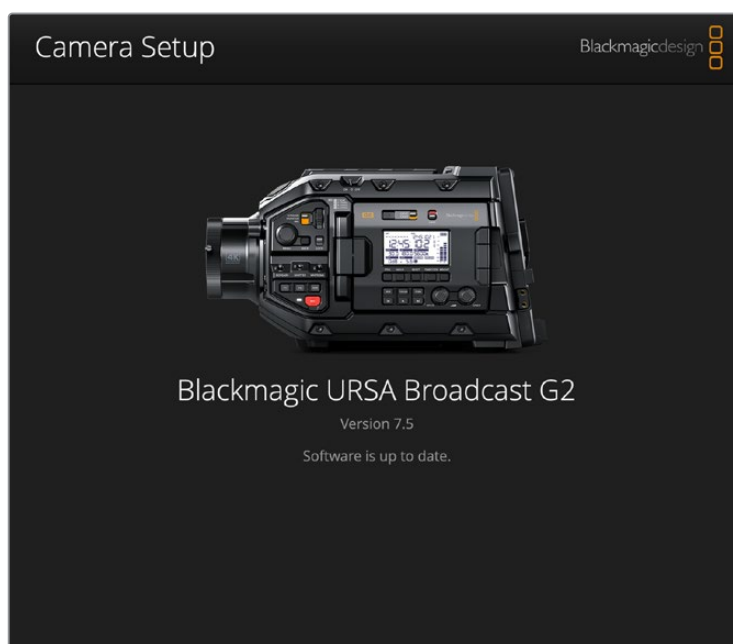 Camera Setup
Blackmagicdesign
Blackmagic URSA Broadcast G2
Version 7.5
Software is up to date.